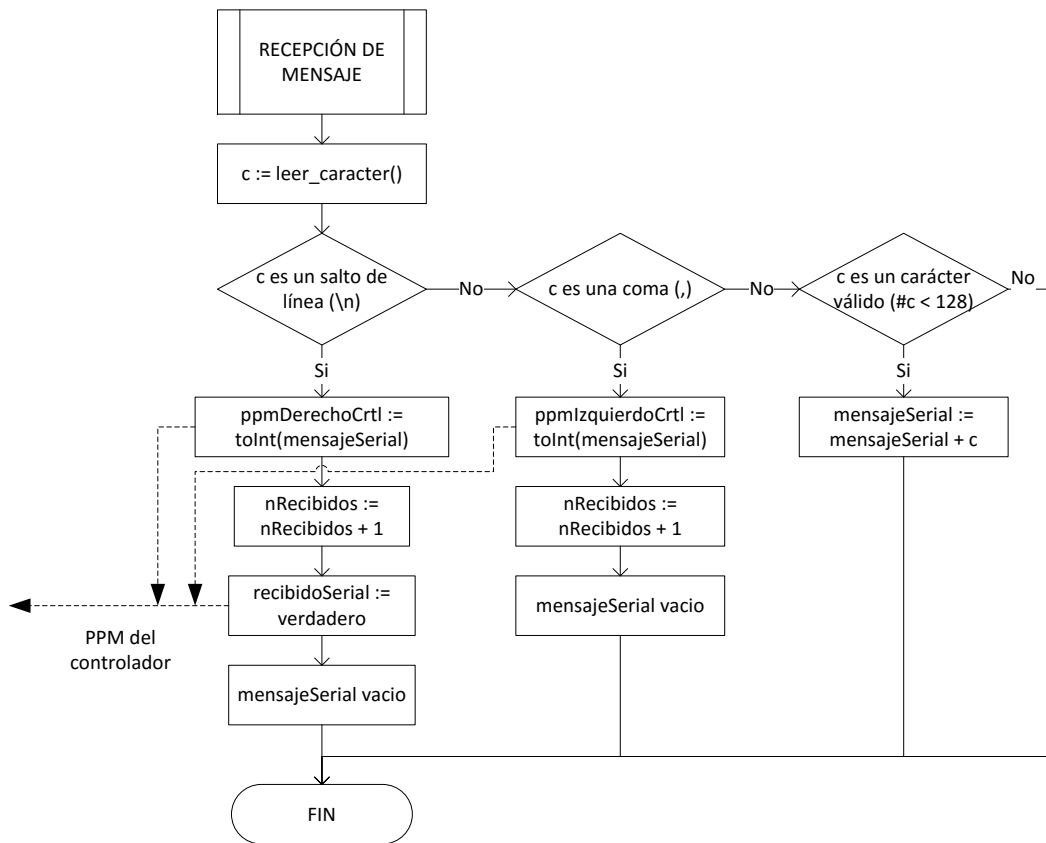 RECEPCIÓN DE
MENSAJE
c := leer_caracter()
c es un salto de
línea (\n)
No
c es una coma (,)
No
c es un carácter
válido (#c < 128)
No
Si
Si
Si
ppmDerechoCrtl :=
toInt(mensajeSerial)
ppmIzquierdoCrtl :=
toInt(mensajeSerial)
mensajeSerial :=
mensajeSerial + c
nRecibidos :=
nRecibidos + 1
nRecibidos :=
nRecibidos + 1
recibidoSerial :=
verdadero
mensajeSerial vacio
PPM del
controlador
mensajeSerial vacio
FIN